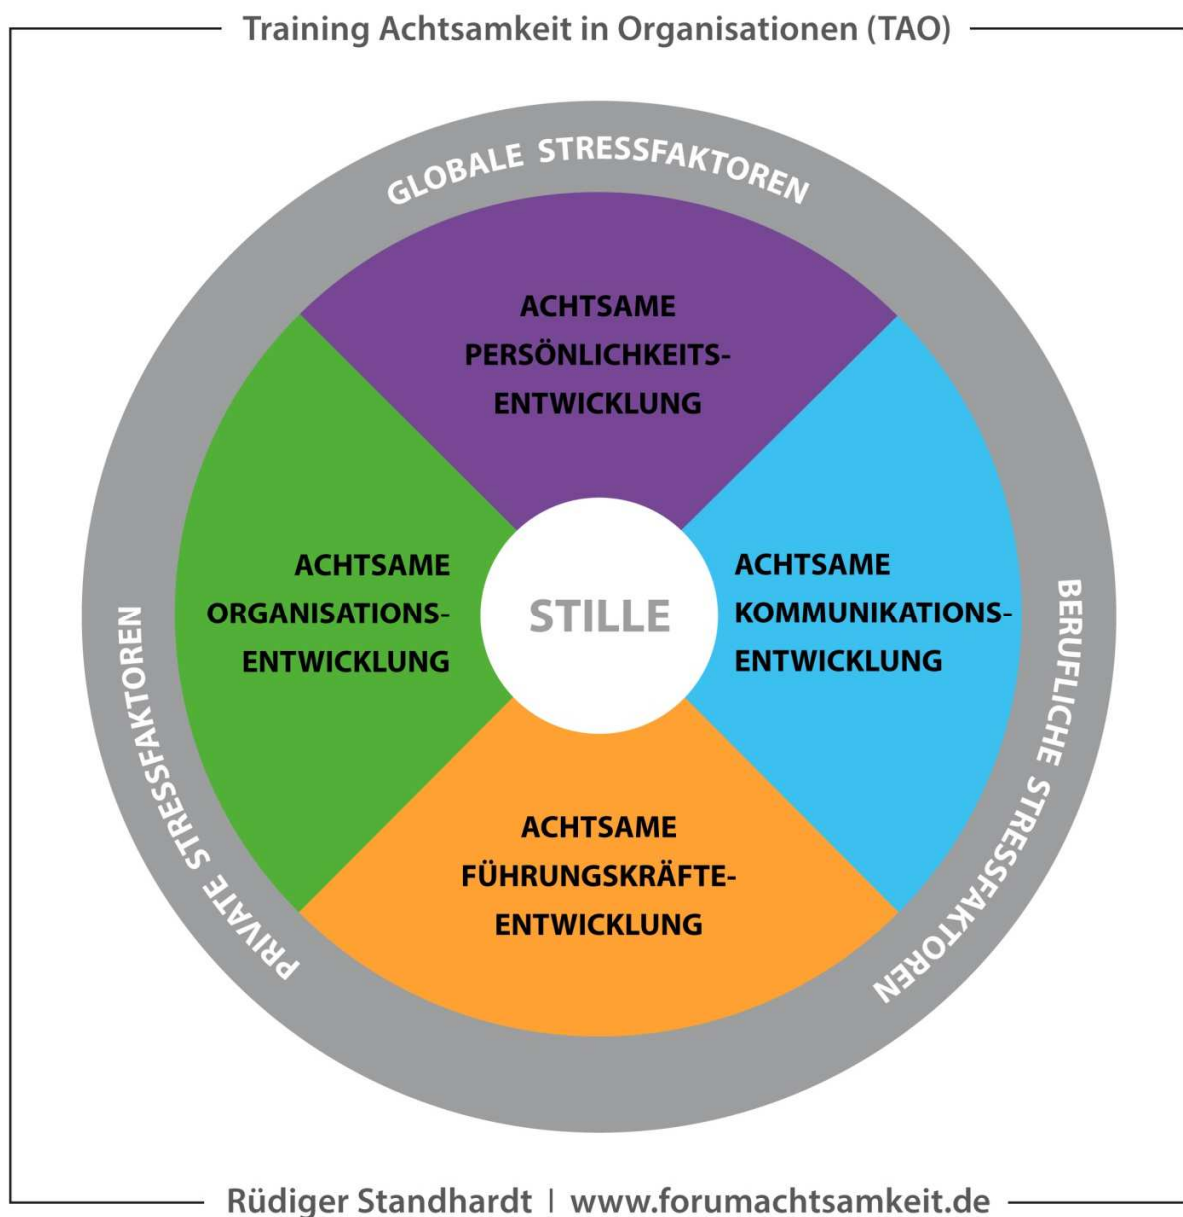 Training Achtsamkeit in Organisationen (TAO)
GLOBALE STRESSFAKTOREN
ACHTSAME
PERSÖNLICHKEITS-
ENTWICKLUNG
ACHTSAME
ORGANISATIONS-
ENTWICKLUNG
STILLE
ACHTSAME
KOMMUNIKATIONS-
ENTWICKLUNG
PRIVATE STRESSFAKTOREN
BERUFLICHE STRESSFAKTOREN
ACHTSAME
FÜHRUNGSKRÄFTE-
ENTWICKLUNG
Rüdiger Standhardt | www.forumachtsamkeit.de